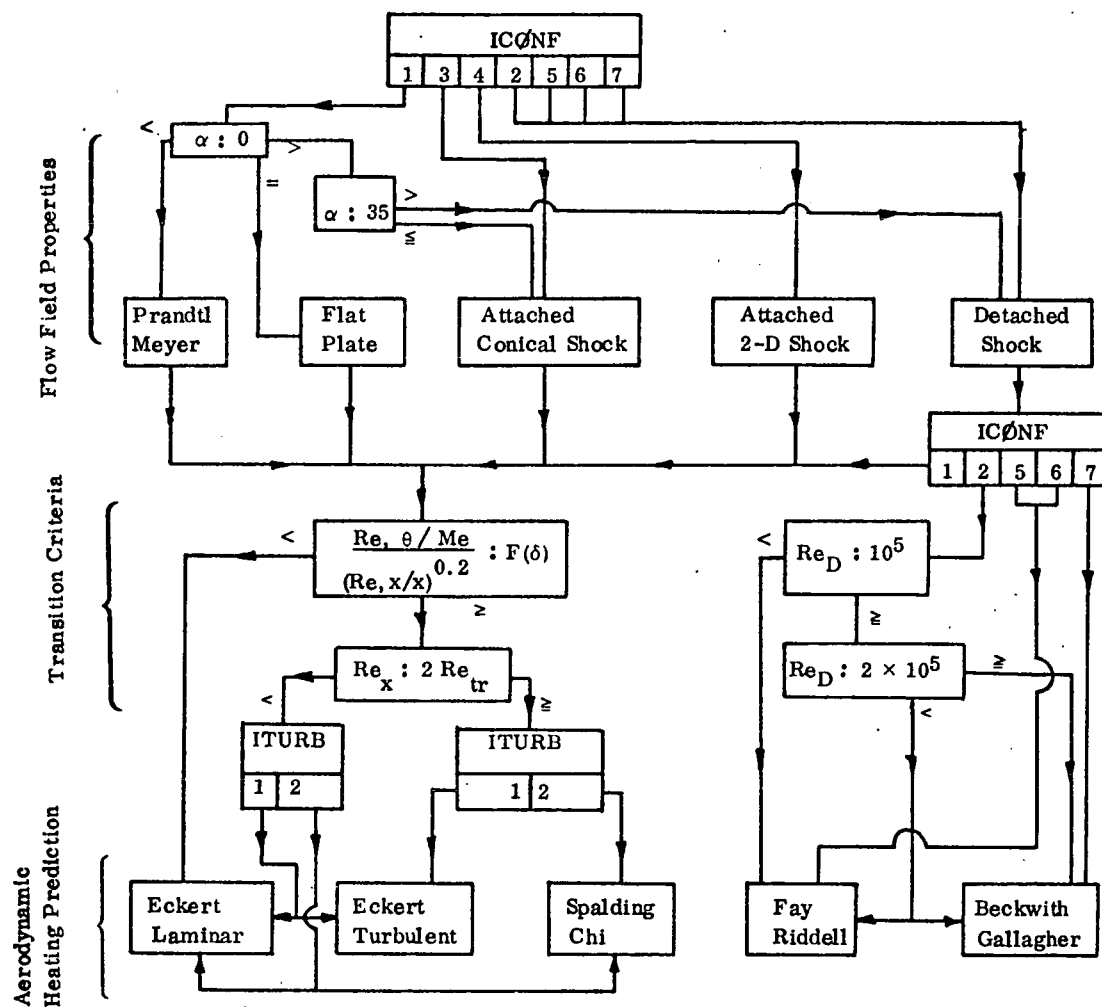 ICØNF
1 3 4 2 5 6 7
<
α : 0
>
=
α : 35
>
≦
Flow Field Properties
Prandtl
Meyer
Flat
Plate
Attached
Conical Shock
Attached
2-D Shock
Detached
Shock
ICØNF
1 2 5 6 7
Transition Criteria
<
Re, θ / Me
(Re, x/x)^0.2 : F(δ)
≥
Re_x : 2 Re_tr
<
≧
ITURB
1 2
ITURB
1 2
<
Re_D : 10^5
≧
Re_D : 2 × 10^5
≧
<
Aerodynamic
Heating Prediction
Eckert
Laminar
Eckert
Turbulent
Spalding
Chi
Fay
Riddell
Beckwith
Gallagher